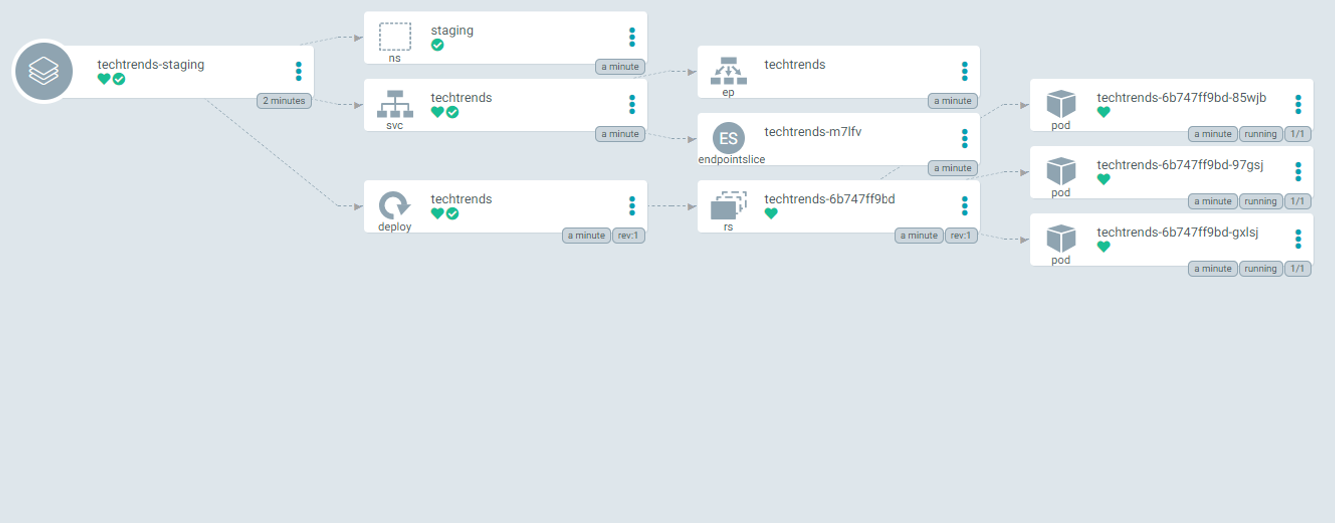 techtrends-staging
2 minutes
staging
ns
a minute
techtrends
svc
a minute
techtrends
deploy
a minute
rev:1
techtrends
ep
a minute
ES
techtrends-m7lfv
endpointslice
a minute
techtrends-6b747ff9bd
rs
a minute
rev:1
techtrends-6b747ff9bd-85wjb
pod
a minute
running
1/1
techtrends-6b747ff9bd-97gsj
pod
a minute
running
1/1
techtrends-6b747ff9bd-gxlsj
pod
a minute
running
1/1